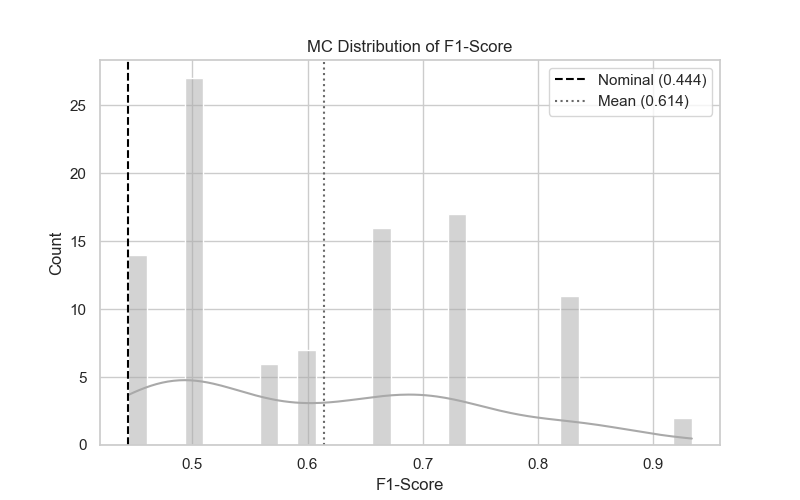 MC Distribution of F1-Score
Nominal (0.444)
Mean (0.614)
25
20
15
10
5
0
Count
0.5 0.6 0.7 0.8 0.9
F1-Score